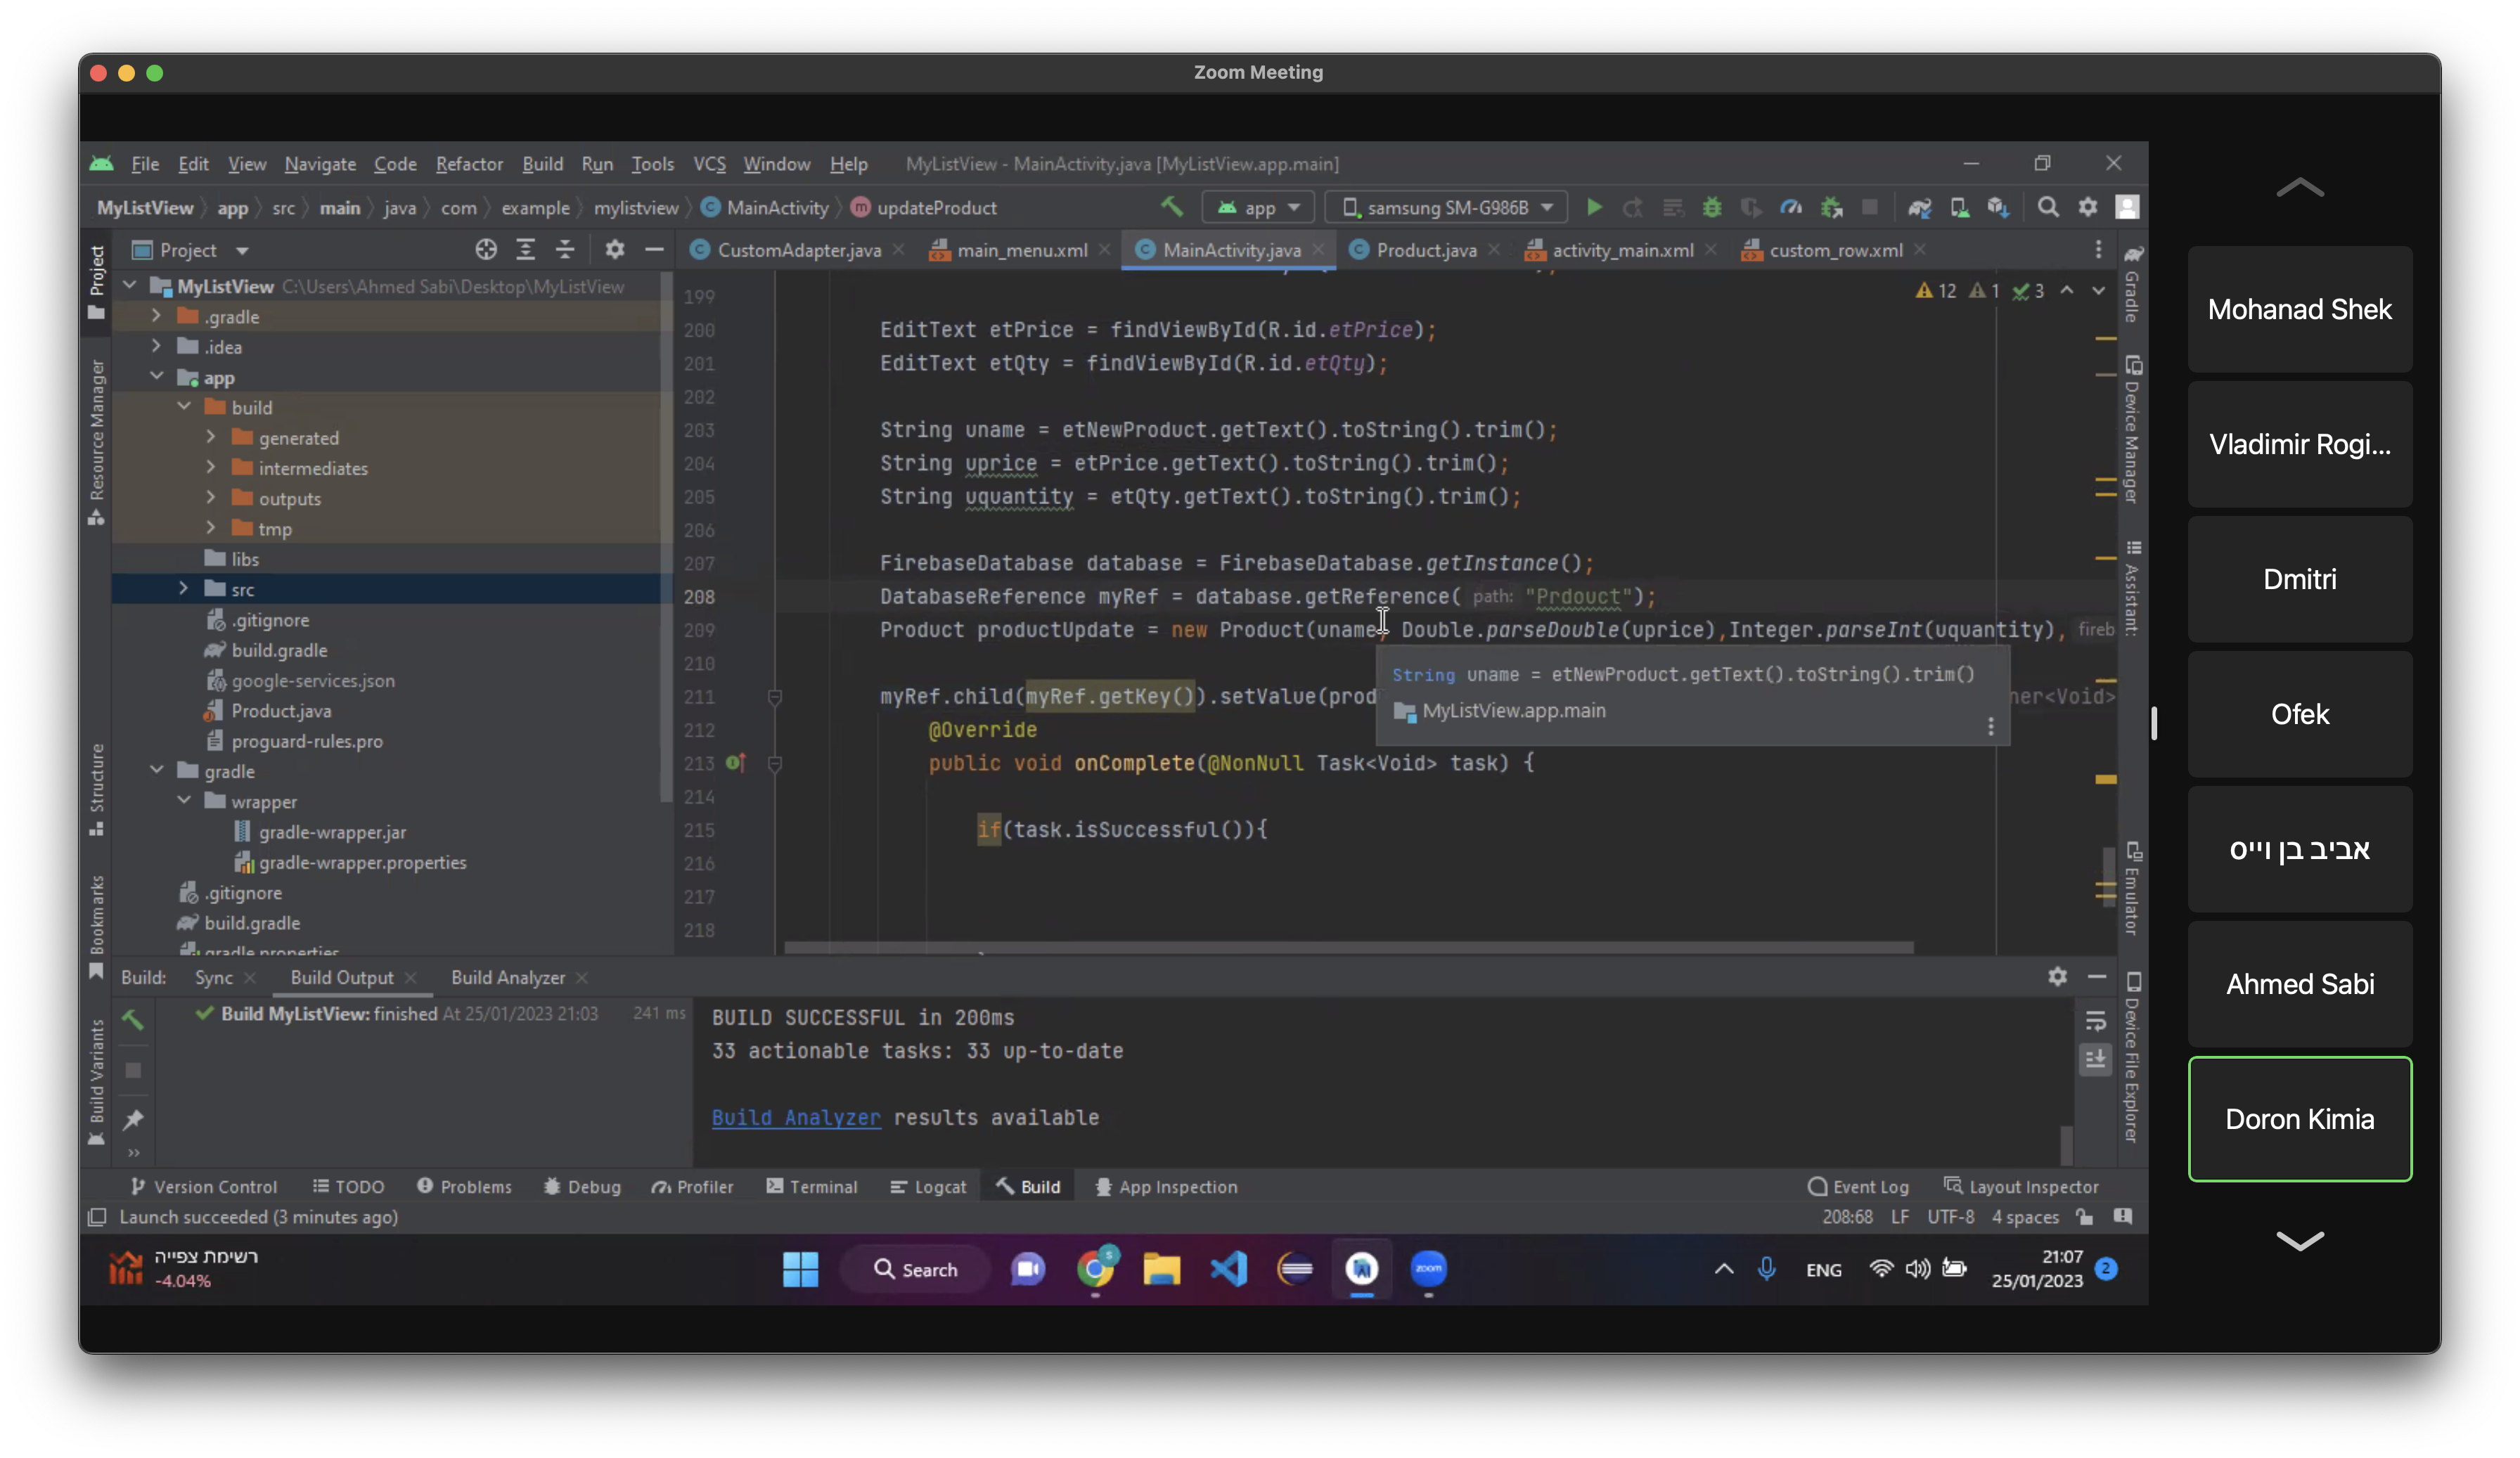 Zoom Meeting
File Edit View Navigate Code Refactor Build Run Tools VCS Window Help MyListView - MainActivity.java [MyListView.app.main]
MyListView app src main java com example mylistview MainActivity updateProduct app samsung SM-G986B
Project
CustomAdapter.java main_menu.xml MainActivity.java Product.java activity_main.xml custom_row.xml
Project
Resource Manager
Structure
Bookmarks
Build Variants
MyListView C:\Users\Ahmed Sabi\Desktop\MyListView
.gradle
.idea
app
build
generated
intermediates
outputs
tmp
libs
src
.gitignore
build.gradle
google-services.json
Product.java
proguard-rules.pro
gradle
wrapper
gradle-wrapper.jar
gradle-wrapper.properties
.gitignore
build.gradle
gradle.properties
12 1 3
199
200 EditText etPrice = findViewById(R.id.etPrice);
201 EditText etQty = findViewById(R.id.etQty);
202
203 String uname = etNewProduct.getText().toString().trim();
204 String uprice = etPrice.getText().toString().trim();
205 String uquantity = etQty.getText().toString().trim();
206
207 FirebaseDatabase database = FirebaseDatabase.getInstance();
208 DatabaseReference myRef = database.getReference( path: "Prdouct");
209 Product productUpdate = new Product(uname, Double.parseDouble(uprice),Integer.parseInt(uquantity), fireb
210
211 myRef.child(myRef.getKey()).setValue(prod ner<Void>
212 @Override
213 public void onComplete(@NonNull Task<Void> task) {
214
215 if(task.isSuccessful()){
216
217
218
String uname = etNewProduct.getText().toString().trim()
MyListView.app.main
Gradle
Device Manager
Assistant:
Emulator
Device File Explorer
Build: Sync Build Output Build Analyzer
Build MyListView: finished At 25/01/2023 21:03 241 ms
BUILD SUCCESSFUL in 200ms
33 actionable tasks: 33 up-to-date
Build Analyzer results available
Version Control TODO Problems Debug Profiler Terminal Logcat Build App Inspection Event Log Layout Inspector
Launch succeeded (3 minutes ago) 208:68 LF UTF-8 4 spaces
רשימת צפייה
-4.04%
Search
zoom
ENG
21:07
25/01/2023
2
Mohanad Shek
Vladimir Rogi...
Dmitri
Ofek
אביב בן וייס
Ahmed Sabi
Doron Kimia